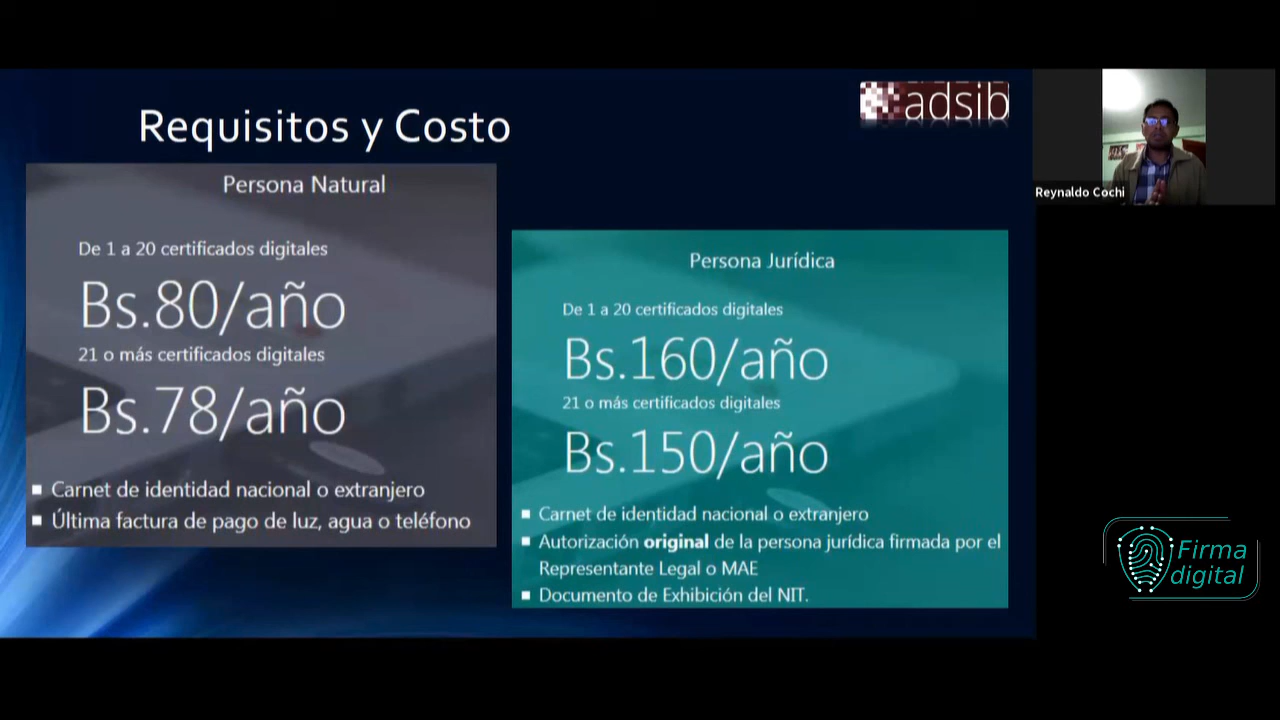 Requisitos y Costo
adsib
Persona Natural
De 1 a 20 certificados digitales
Bs.80/año
21 o más certificados digitales
Bs.78/año
Carnet de identidad nacional o extranjero
Última factura de pago de luz, agua o teléfono
Persona Jurídica
De 1 a 20 certificados digitales
Bs.160/año
21 o más certificados digitales
Bs.150/año
Carnet de identidad nacional o extranjero
Autorización original de la persona jurídica firmada por el
Representante Legal o MAE
Documento de Exhibición del NIT.
Reynaldo Cochi
Firma
digital